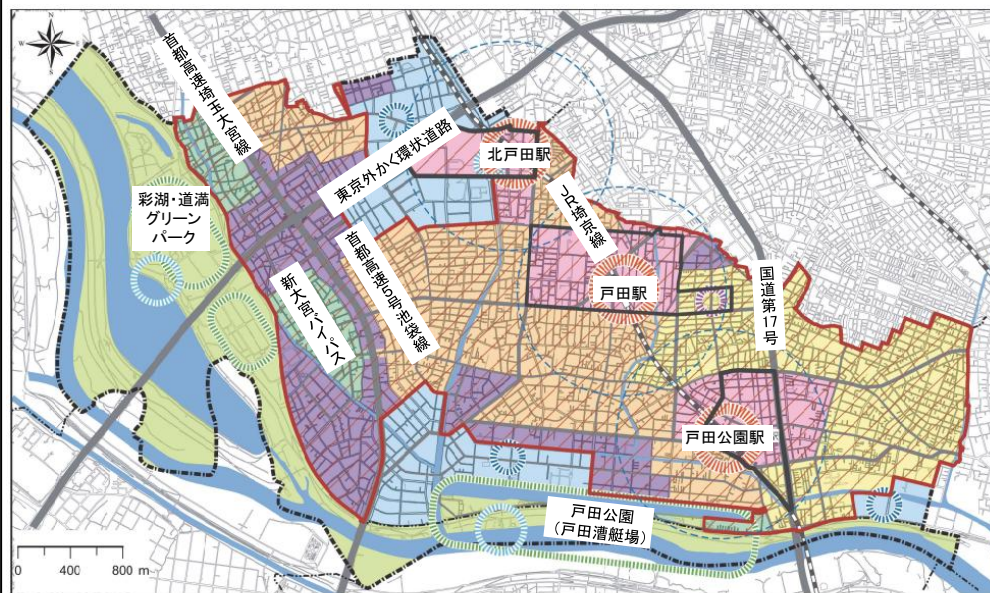 N
W
E
S
首都高速埼玉大宮線
東京外かく環状道路
北戸田駅
JR埼京線
彩湖・道満
グリーン
パーク
首都高速5号池袋線
新大宮バイパス
戸田駅
国道第17号
戸田公園駅
戸田公園
(戸田漕艇場)
0 400 800 m